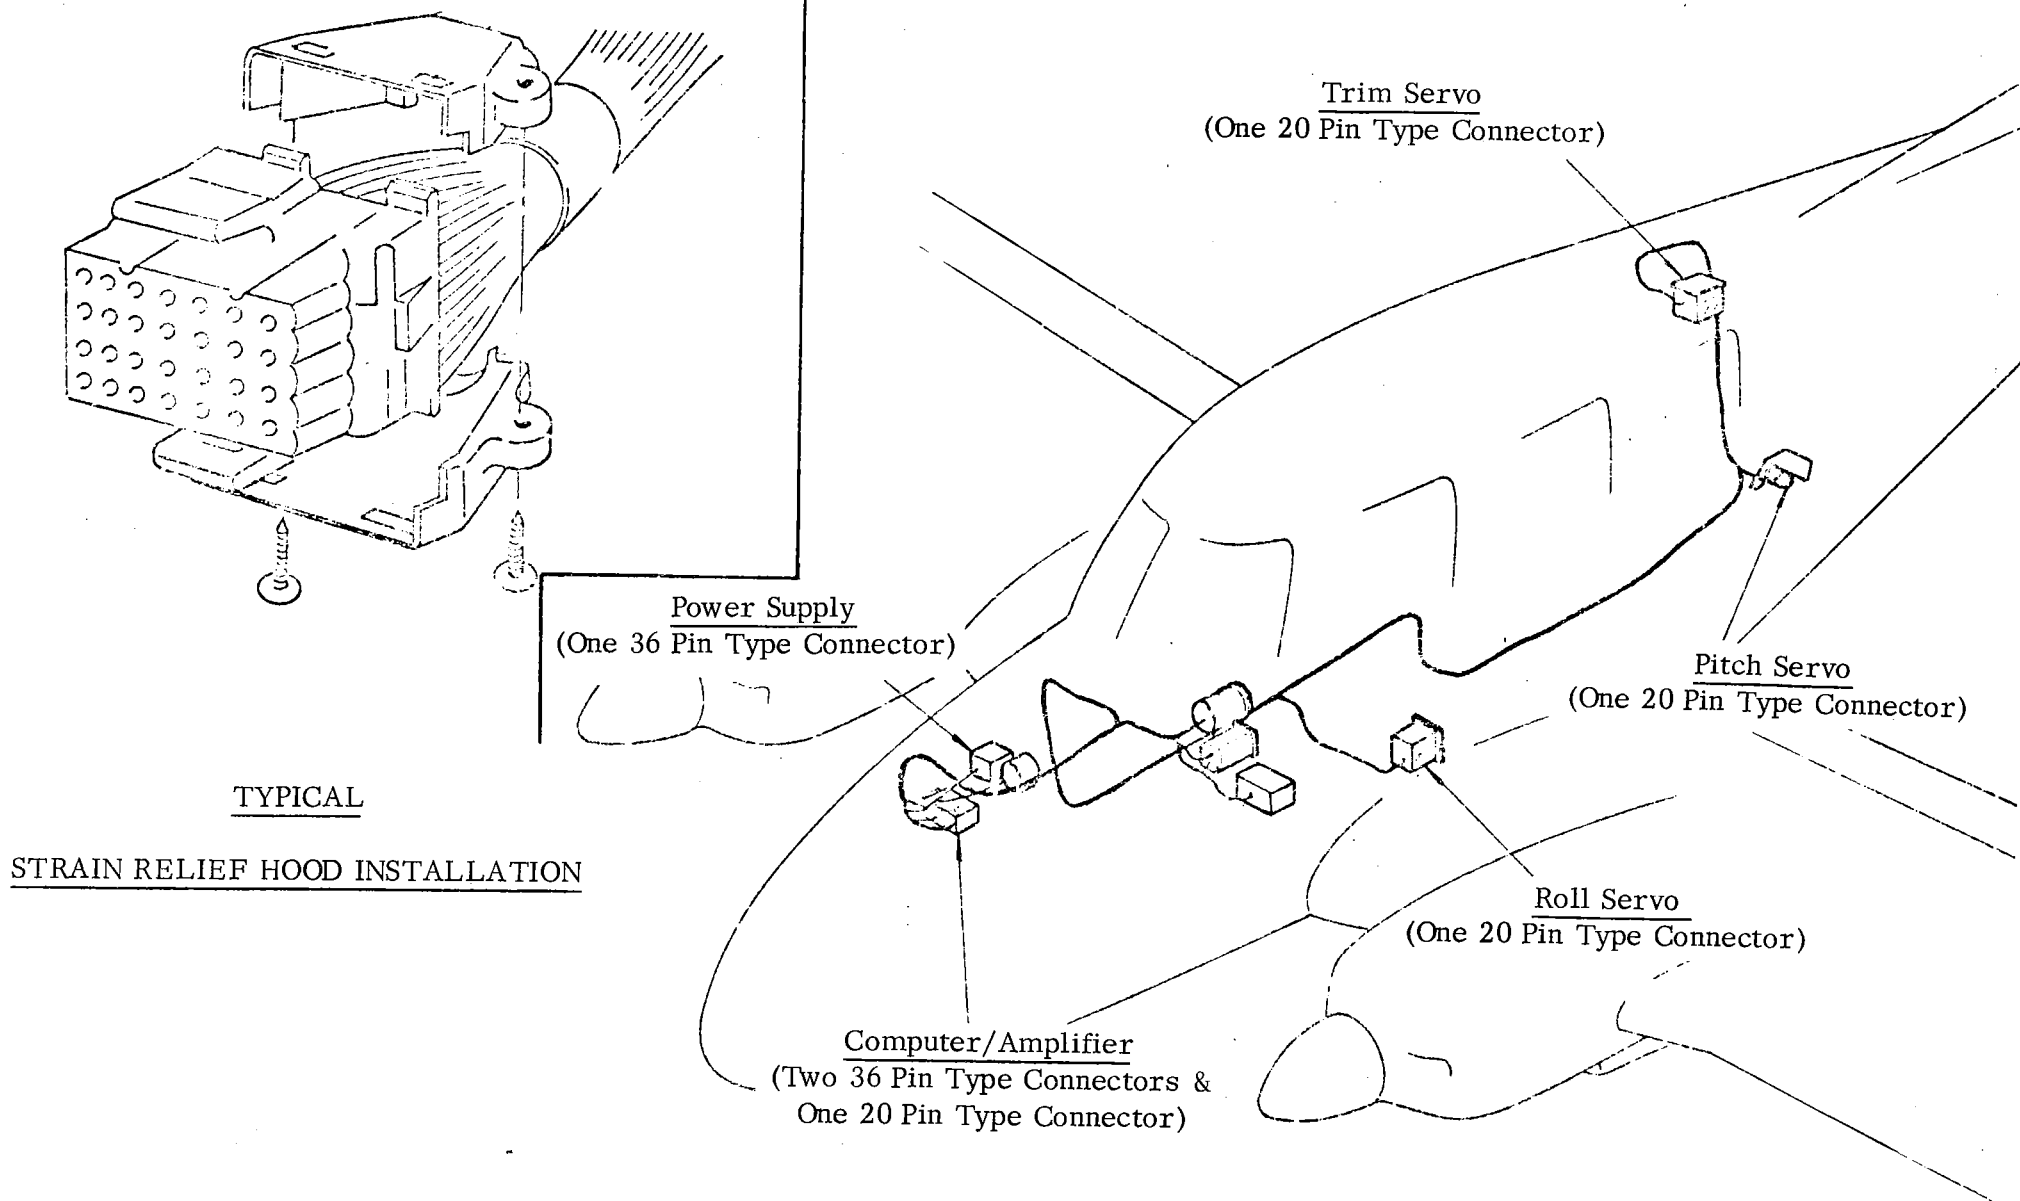 Trim Servo
(One 20 Pin Type Connector)
Power Supply
(One 36 Pin Type Connector)
Pitch Servo
(One 20 Pin Type Connector)
TYPICAL
STRAIN RELIEF HOOD INSTALLATION
Roll Servo
(One 20 Pin Type Connector)
Computer/Amplifier
(Two 36 Pin Type Connectors &
One 20 Pin Type Connector)